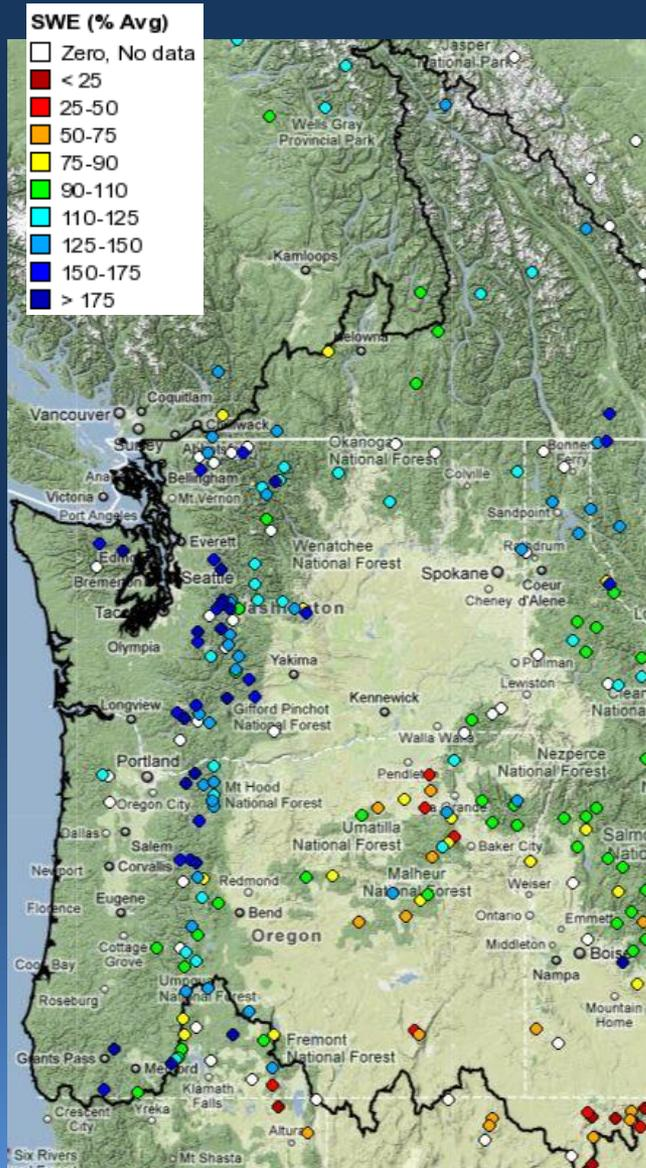 SWE (% Avg)
Zero, No data
< 25
25-50
50-75
75-90
90-110
110-125
125-150
150-175
> 175
Jasper
National Park
Wells Gray
Provincial Park
Kamloops
Kelowna
Coquitlam
Vancouver
Surrey
Okanogan
National Forest
Bonners
Ferry
Colville
Bellingham
Victoria
Mt Vernon
Port Angeles
Sandpoint
Everett
Wenatchee
National Forest
Seattle
Bremerton
Spokane
Coeur
Cheney
d'Alene
Washington
Olympia
Yakima
Pullman
Lewiston
Longview
Gifford Pinchot
National Forest
Kennewick
Walla Walla
Nezperce
National Forest
Portland
Pendleton
Mt Hood
National Forest
Oregon City
La Grande
Umatilla
National Forest
Dallas
Salem
Baker City
Newport
Corvallis
Malheur
National Forest
Redmond
Weiser
Eugene
Florence
Bend
Ontario
Emmett
Oregon
Middleton
Cottage
Grove
Coos Bay
Nampa
Umpqua
National Forest
Roseburg
Mountain
Home
Fremont
National Forest
Grants Pass
Medford
Klamath
Falls
Crescent
City
Yreka
Alturas
Six Rivers
Mt Shasta